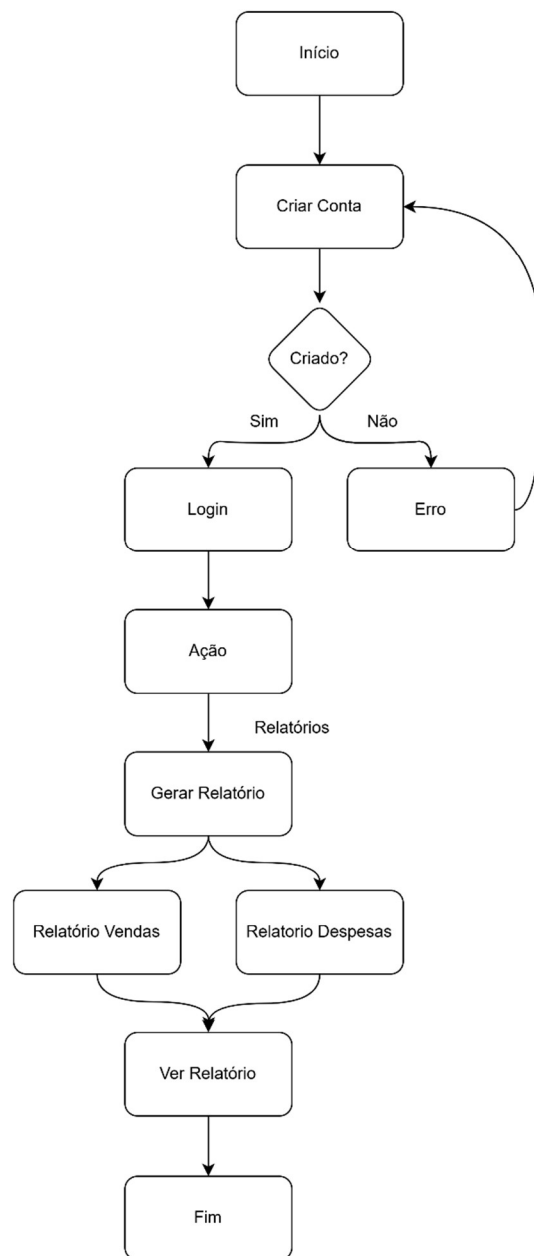 Início
Criar Conta
Criado?
Sim
Não
Login
Erro
Ação
Relatórios
Gerar Relatório
Relatório Vendas
Relatorio Despesas
Ver Relatório
Fim